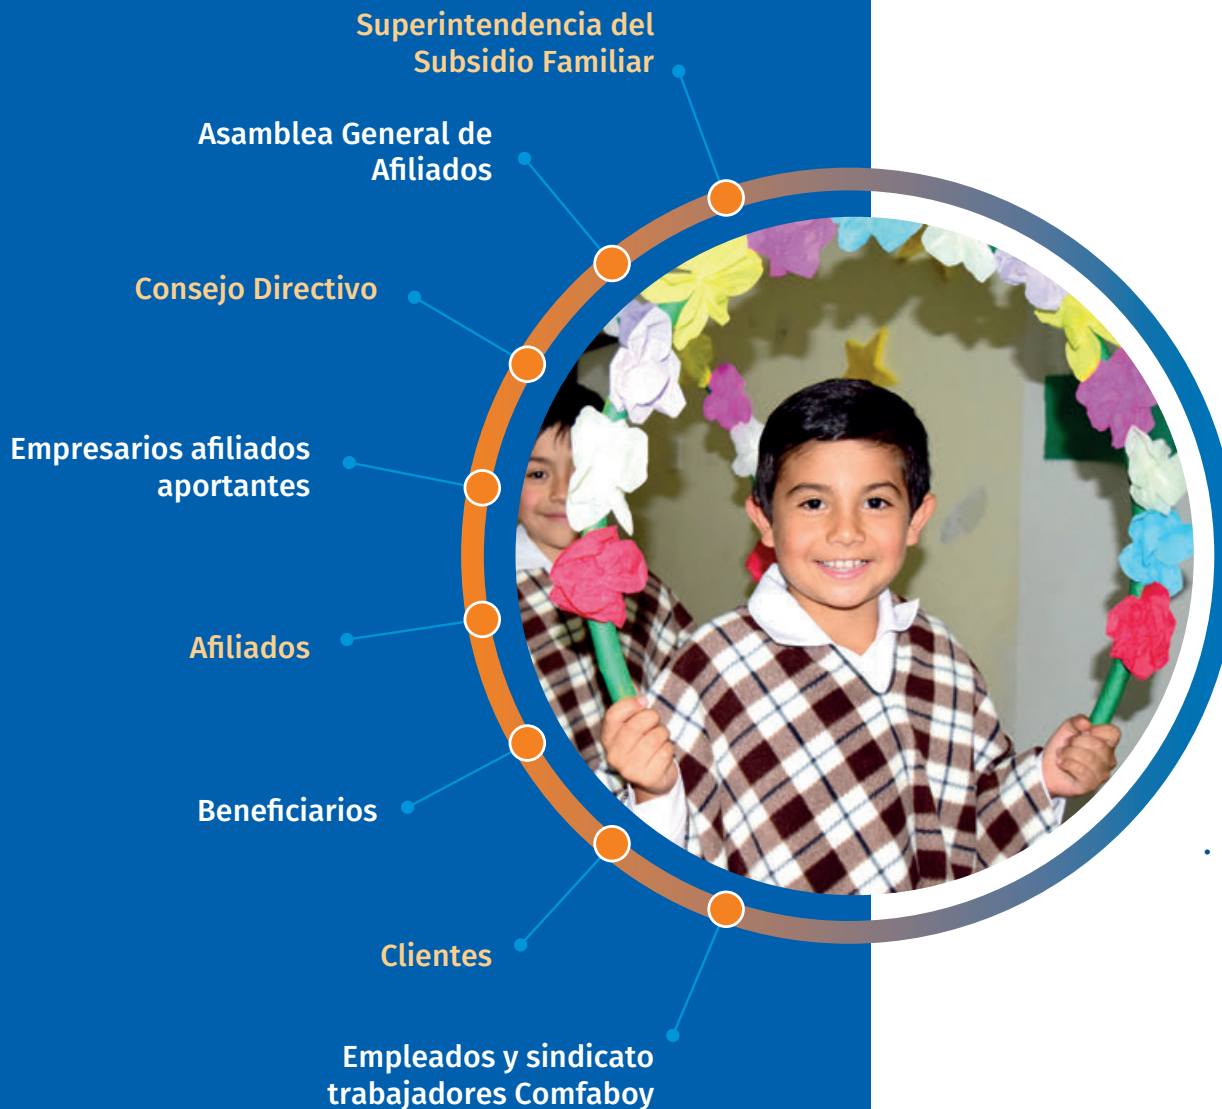 Superintendencia del
Subsidio Familiar
Asamblea General de
Afiliados
Consejo Directivo
Empresarios afiliados
aportantes
Afiliados
Beneficiarios
Clientes
Empleados y sindicato
trabajadores Comfaboy